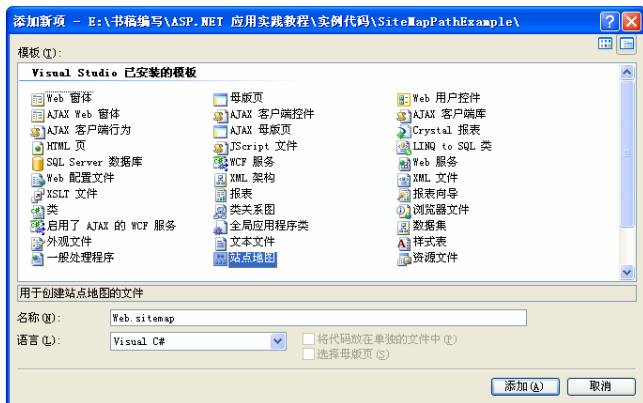 添加新项 - E:\书稿编写\ASP.NET 应用实践教程\实例代码\SiteMapPathExample\
模板(T):
Visual Studio 已安装的模板
Web 窗体 母版页 Web 用户控件
AJAX Web 窗体 AJAX 客户端控件 AJAX 客户端库
AJAX 客户端行为 AJAX 母版页 Crystal 报表
HTML 页 JScript 文件 LINQ to SQL 类
SQL Server 数据库 WCF 服务 Web 服务
Web 配置文件 XML 架构 XML 文件
XSLT 文件 报表 报表向导
类 类关系图 浏览器文件
启用了 AJAX 的 WCF 服务 全局应用程序类 数据集
外观文件 文本文件 样式表
一般处理程序 站点地图 资源文件
用于创建站点地图的文件
名称(N): Web.sitemap
语言(L): Visual C# 将代码放在单独的文件中(P)
选择母版页(S)
添加(A) 取消